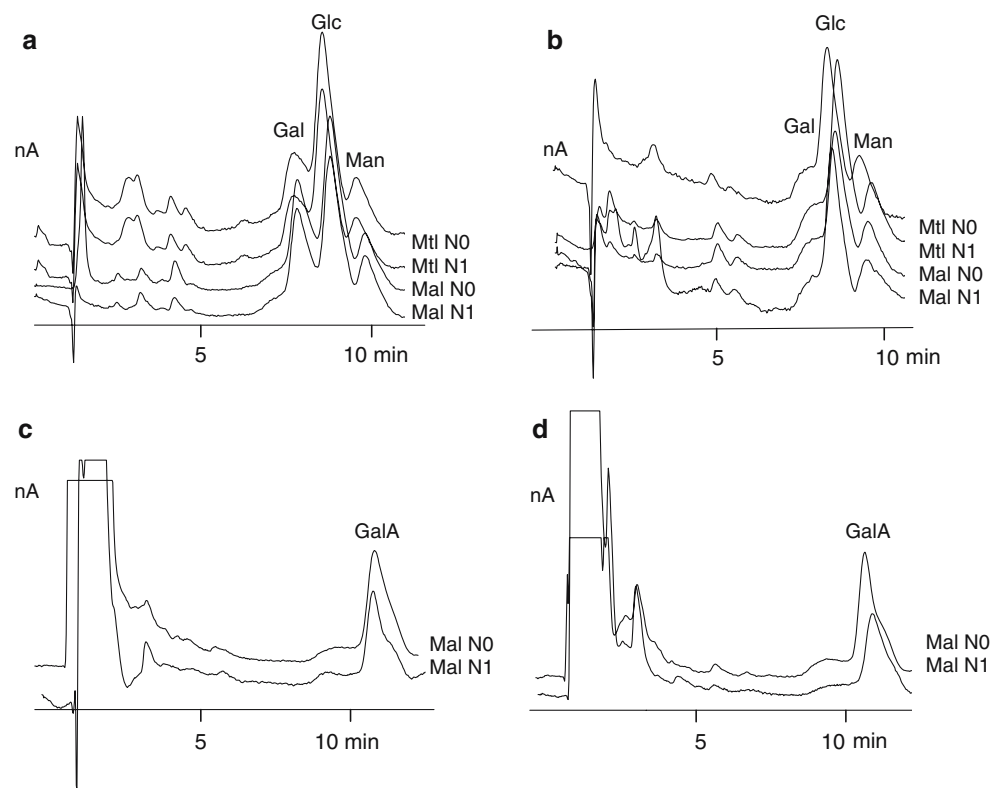 a
Glc
Gal
Man
nA
Mtl N0
Mtl N1
Mal N0
Mal N1
5
10 min
b
Glc
Gal
Man
nA
Mtl N0
Mtl N1
Mal N0
Mal N1
5
10 min
c
nA
GalA
Mal N0
Mal N1
5
10 min
d
nA
GalA
Mal N0
Mal N1
5
10 min